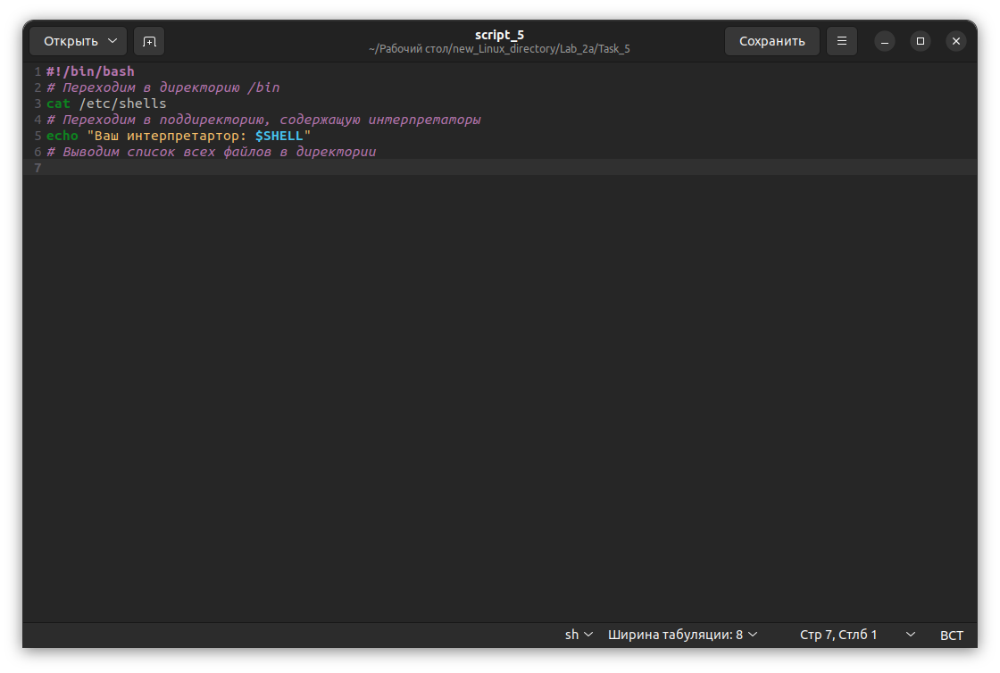 Открыть
script_5
~/Рабочий стол/new_Linux_directory/Lab_2a/Task_5
Сохранить
1 #!/bin/bash
2 # Переходим в директорию /bin
3 cat /etc/shells
4 # Переходим в поддиректорию, содержащую интерпретаторы
5 echo "Ваш интерпретартор: $SHELL"
6 # Выводим список всех файлов в директории
7
sh Ширина табуляции: 8 Стр 7, Стлб 1 ВСТ